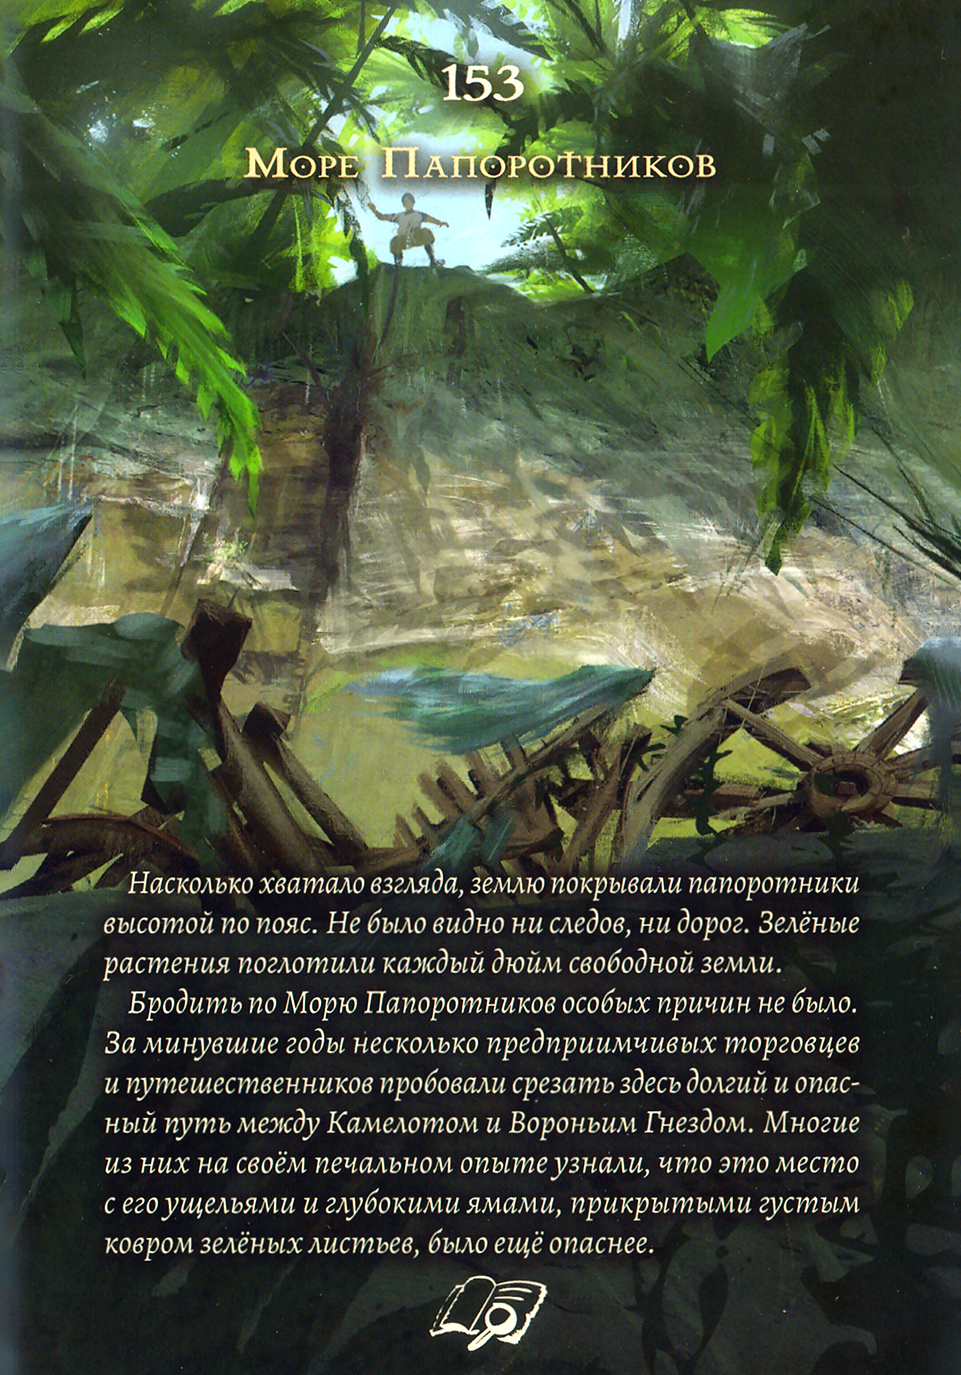 153
Море Папоротников
Насколько хватало взгляда, землю покрывали папоротники
высотой по пояс. Не было видно ни следов, ни дорог. Зелёные
растения поглотили каждый дюйм свободной земли.
Бродить по Морю Папоротников особых причин не было.
За минувшие годы несколько предприимчивых торговцев
и путешественников пробовали срезать здесь долгий и опас-
ный путь между Камелотом и Вороньим Гнездом. Многие
из них на своём печальном опыте узнали, что это место
с его ущельями и глубокими ямами, прикрытыми густым
ковром зелёных листьев, было ещё опаснее.